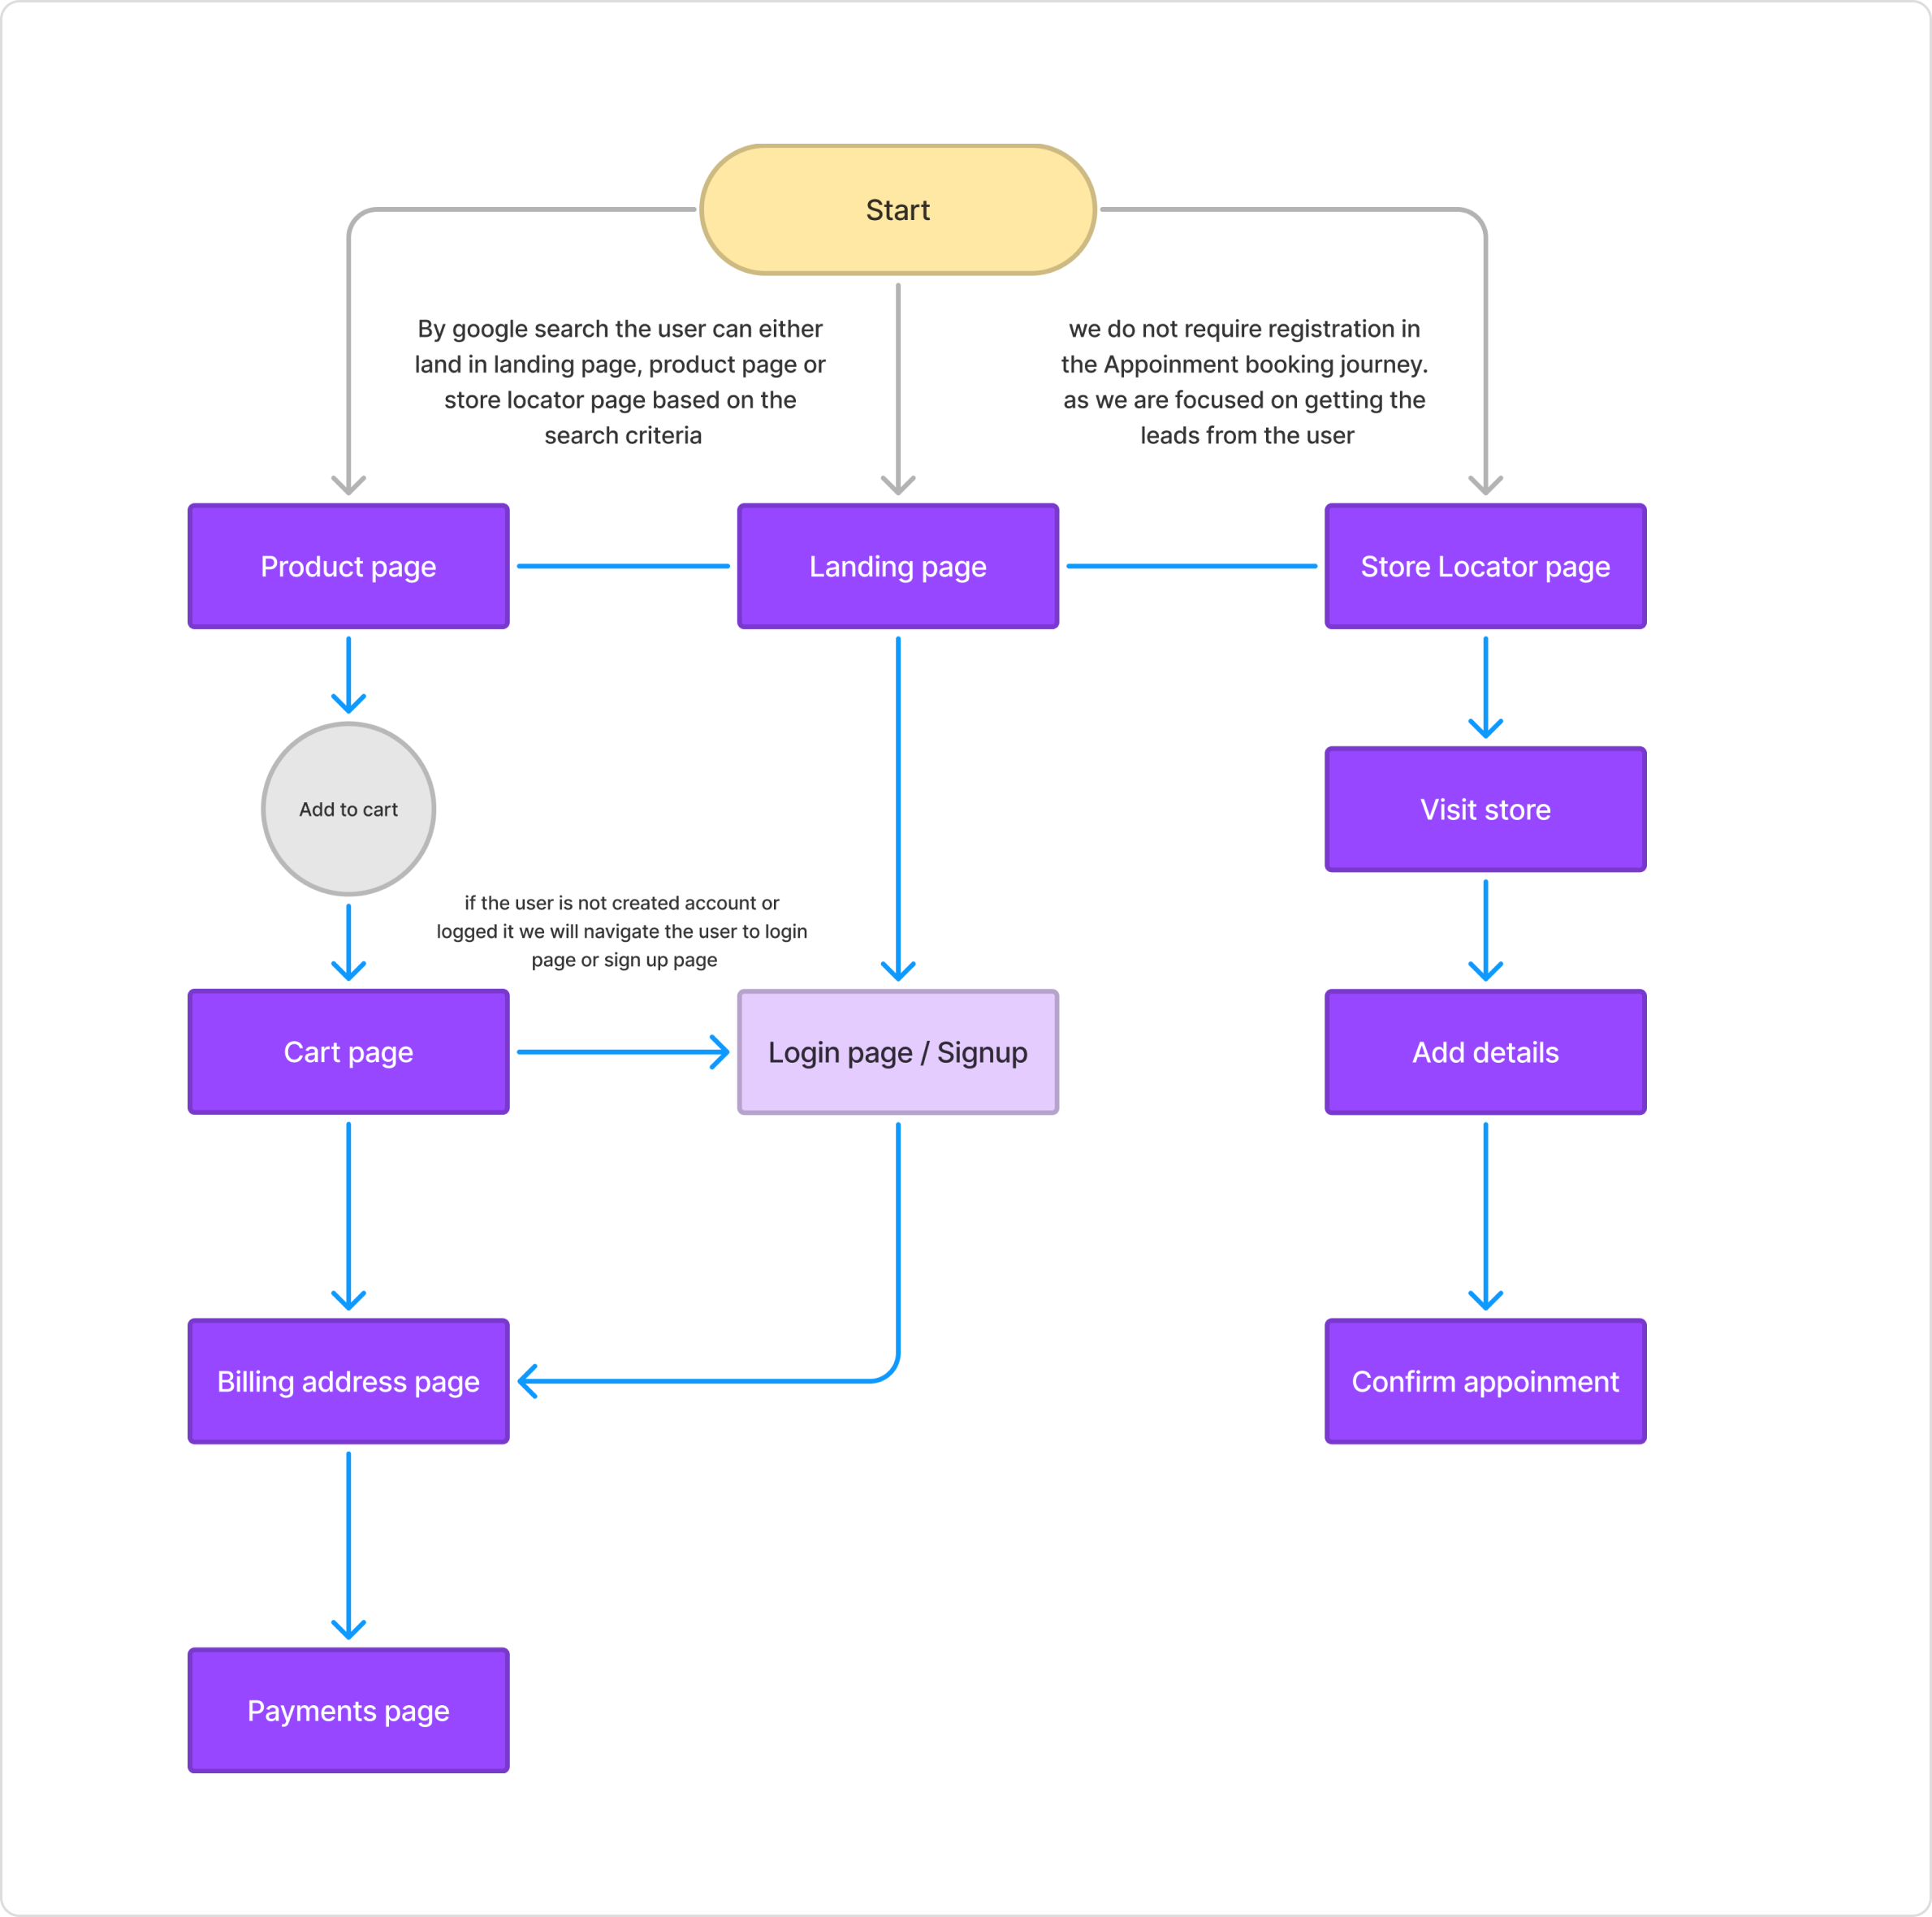 Start
By google search the user can either
land in landing page, product page or
store locator page based on the
search criteria
we do not require registration in
the Appoinment booking journey.
as we are focused on getting the
leads from the user
Product page
Landing page
Store Locator page
Add to cart
Visit store
if the user is not created account or
logged it we will navigate the user to login
page or sign up page
Cart page
Login page / Signup
Add details
Billing address page
Confirm appoinment
Payments page